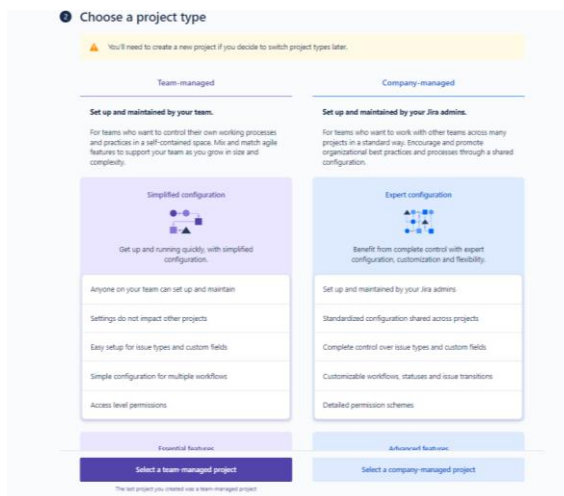 2 Choose a project type
You'll need to create a new project if you decide to switch project types later.
Team-managed
Set up and maintained by your team.
For teams who want to control their own working processes
and practices in a self-contained space. Mix and match agile
features to support your team as you grow in size and
complexity.
Simplified configuration
Get up and running quickly, with simplified
configuration.
Anyone on your team can set up and maintain
Settings do not impact other projects
Easy setup for issue types and custom fields
Simple configuration for multiple workflows
Access level permissions
Essential features
Select a team-managed project
The last project you created was a team-managed project
Company-managed
Set up and maintained by your Jira admins.
For teams who want to work with other teams across many
projects in a standard way. Encourage and promote
organizational best practices and processes through a shared
configuration.
Expert configuration
Benefit from complete control with expert
configuration, customization and flexibility.
Set up and maintained by your Jira admins
Standardized configuration shared across projects
Complete control over issue types and custom fields
Customizable workflows, statuses and issue transitions
Detailed permission schemes
Advanced features
Select a company-managed project